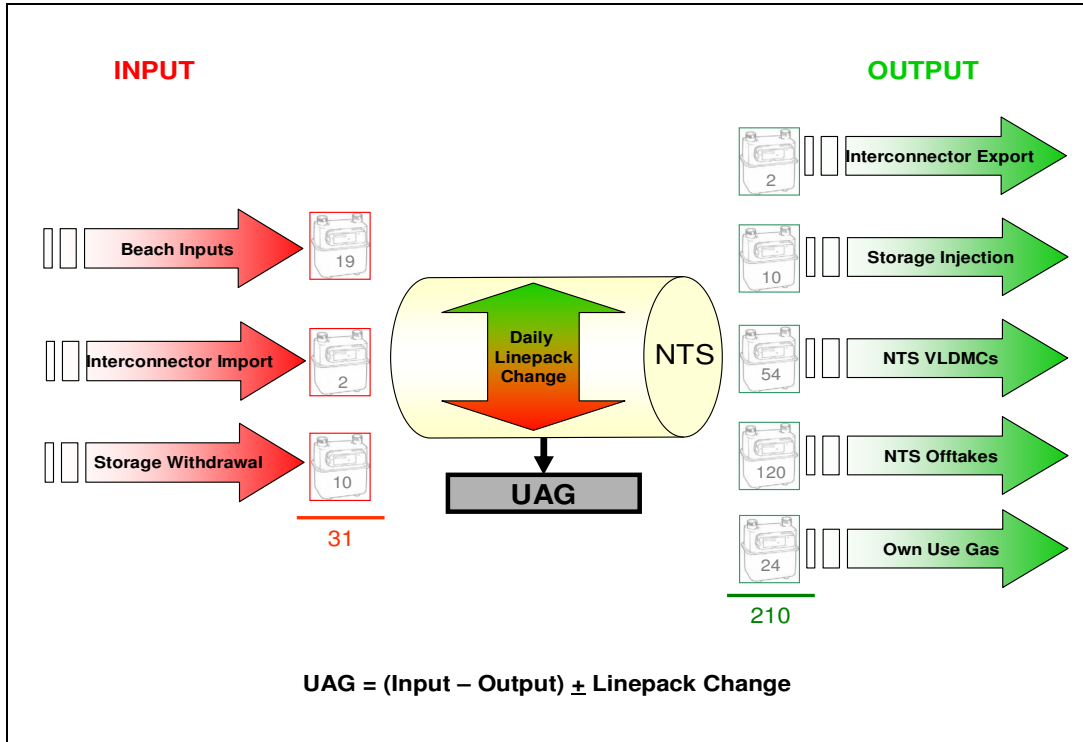 INPUT
OUTPUT
Beach Inputs
19
Interconnector Import
2
Storage Withdrawal
10
31
Daily
Linepack
Change
NTS
UAG
2
Interconnector Export
10
Storage Injection
54
NTS VLDMCs
120
NTS Offtakes
24
Own Use Gas
210
UAG = (Input – Output) ± Linepack Change